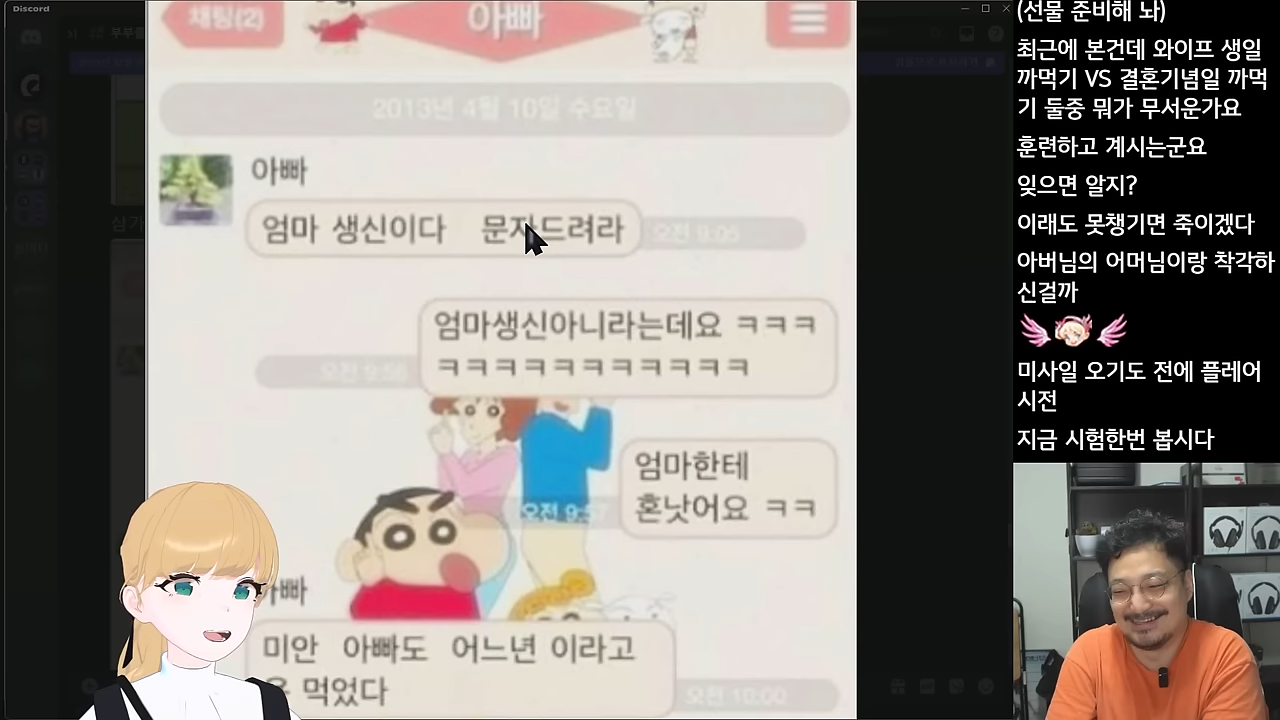 Discord
채팅(2)
아빠
2013년 4월 10일 수요일
아빠
엄마 생신이다 문자드려라
오전 9:05
엄마생신아니라는데요 ㅋㅋㅋ
ㅋㅋㅋㅋㅋㅋㅋㅋㅋㅋㅋ
오전 9:56
엄마한테
혼낫어요 ㅋㅋ
오전 9:57
아빠
미안 아빠도 어느년 이라고
욕 먹었다
오전 10:00
(선물 준비해 놔)
최근에 본건데 와이프 생일
까먹기 VS 결혼기념일 까먹
기 둘중 뭐가 무서운가요
훈련하고 계시는군요
잊으면 알지?
이래도 못챙기면 죽이겠다
아버님의 어머님이랑 착각하
신걸까
미사일 오기도 전에 플레어
시전
지금 시험한번 봅시다